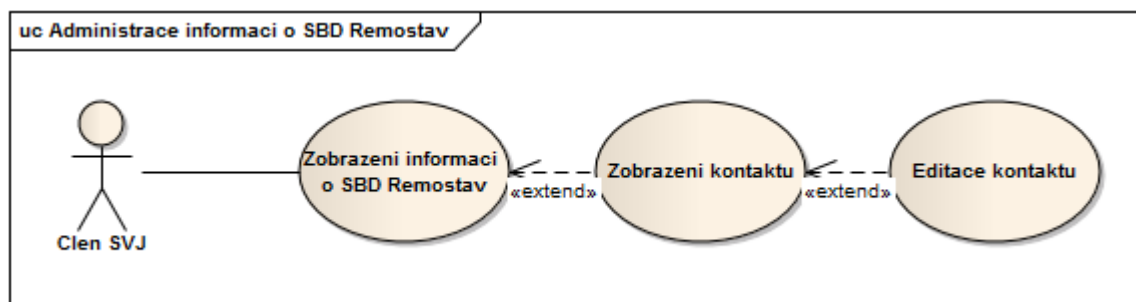 uc Administrace informaci o SBD Remostav
Zobrazeni informaci
o SBD Remostav
«extend»
Zobrazeni kontaktu
«extend»
Editace kontaktu
Clen SVJ